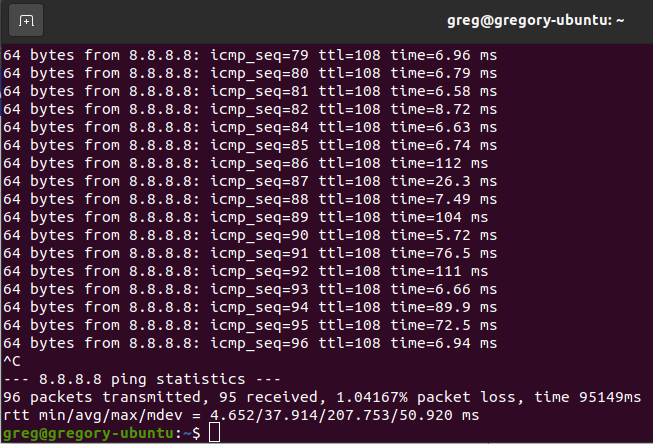 greg@gregory-ubuntu: ~
64 bytes from 8.8.8.8: icmp_seq=79 ttl=108 time=6.96 ms
64 bytes from 8.8.8.8: icmp_seq=80 ttl=108 time=6.79 ms
64 bytes from 8.8.8.8: icmp_seq=81 ttl=108 time=6.58 ms
64 bytes from 8.8.8.8: icmp_seq=82 ttl=108 time=8.72 ms
64 bytes from 8.8.8.8: icmp_seq=84 ttl=108 time=6.63 ms
64 bytes from 8.8.8.8: icmp_seq=85 ttl=108 time=6.74 ms
64 bytes from 8.8.8.8: icmp_seq=86 ttl=108 time=112 ms
64 bytes from 8.8.8.8: icmp_seq=87 ttl=108 time=26.3 ms
64 bytes from 8.8.8.8: icmp_seq=88 ttl=108 time=7.49 ms
64 bytes from 8.8.8.8: icmp_seq=89 ttl=108 time=104 ms
64 bytes from 8.8.8.8: icmp_seq=90 ttl=108 time=5.72 ms
64 bytes from 8.8.8.8: icmp_seq=91 ttl=108 time=76.5 ms
64 bytes from 8.8.8.8: icmp_seq=92 ttl=108 time=111 ms
64 bytes from 8.8.8.8: icmp_seq=93 ttl=108 time=6.66 ms
64 bytes from 8.8.8.8: icmp_seq=94 ttl=108 time=89.9 ms
64 bytes from 8.8.8.8: icmp_seq=95 ttl=108 time=72.5 ms
64 bytes from 8.8.8.8: icmp_seq=96 ttl=108 time=6.94 ms
^C
--- 8.8.8.8 ping statistics ---
96 packets transmitted, 95 received, 1.04167% packet loss, time 95149ms
rtt min/avg/max/mdev = 4.652/37.914/207.753/50.920 ms
greg@gregory-ubuntu:~$